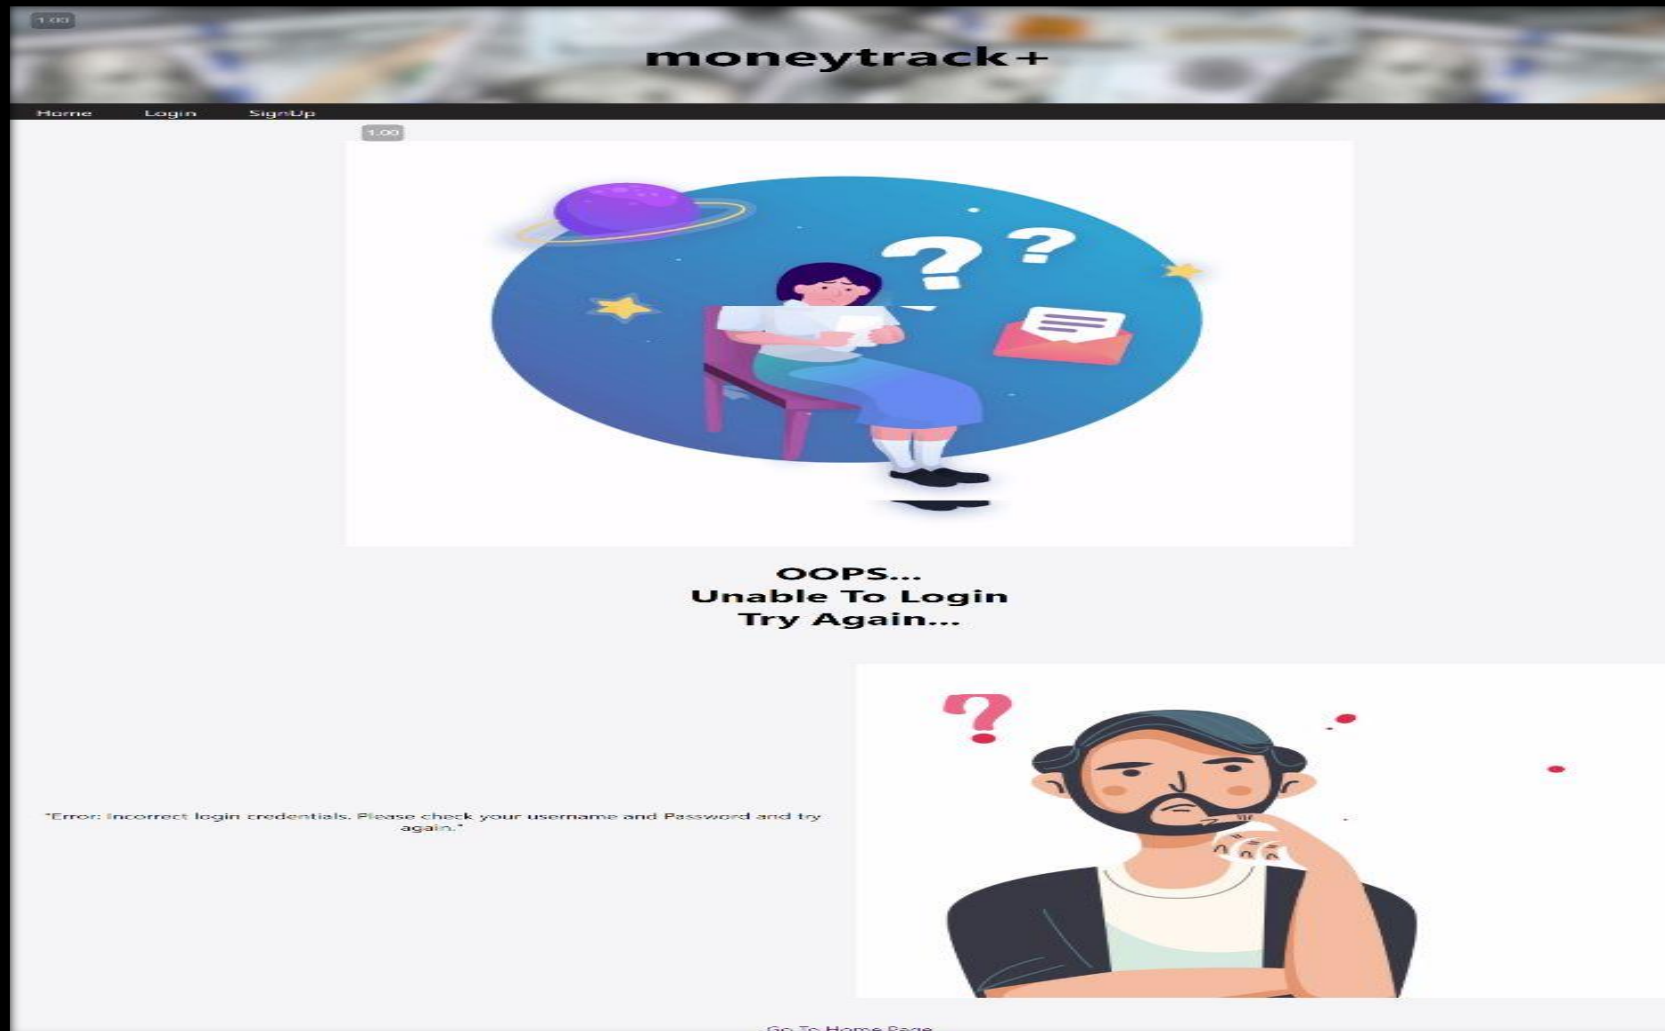 1.00
moneytrack+
Home Login SignUp
1.00
OOPS...
Unable To Login
Try Again...
"Error: Incorrect login credentials. Please check your username and Password and try
again."
Go To Home Page